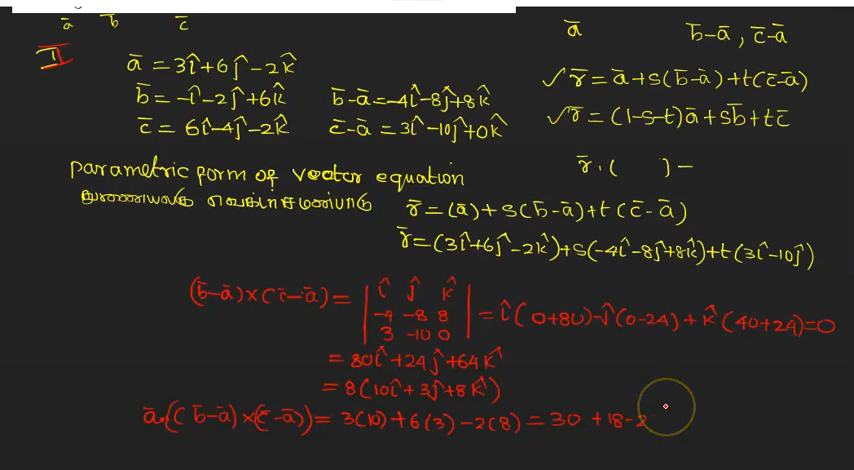 ā b̄ c̄
II
ā = 3î+6ĵ-2k̂
b̄ = -î-2ĵ+6k̂
c̄ = 6î-4ĵ-2k̂
b̄-ā = -4î-8ĵ+8k̂
c̄-ā = 3î-10ĵ+0k̂
ā b̄-ā, c̄-ā
✓ r̄ = ā+s(b̄-ā)+t(c̄-ā)
✓ r̄ = (1-s-t)ā+sb̄+tc̄
r̄.( ) =
parametric form of vector equation
r̄ = (ā)+s(b̄-ā)+t(c̄-ā)
r̄ = (3î+6ĵ-2k̂)+s(-4î-8ĵ+8k̂)+t(3î-10ĵ)
(b̄-ā)×(c̄-ā) = | î ĵ k̂ | = î(0+80)-ĵ(0-24)+k̂(40+24)=0
| -4 -8 8 |
| 3 -10 0 |
= 80î+24ĵ+64k̂
= 8(10î+3ĵ+8k̂)
ā.((b̄-ā)×(c̄-ā)) = 3(10)+6(3)-2(8) = 30+18-2